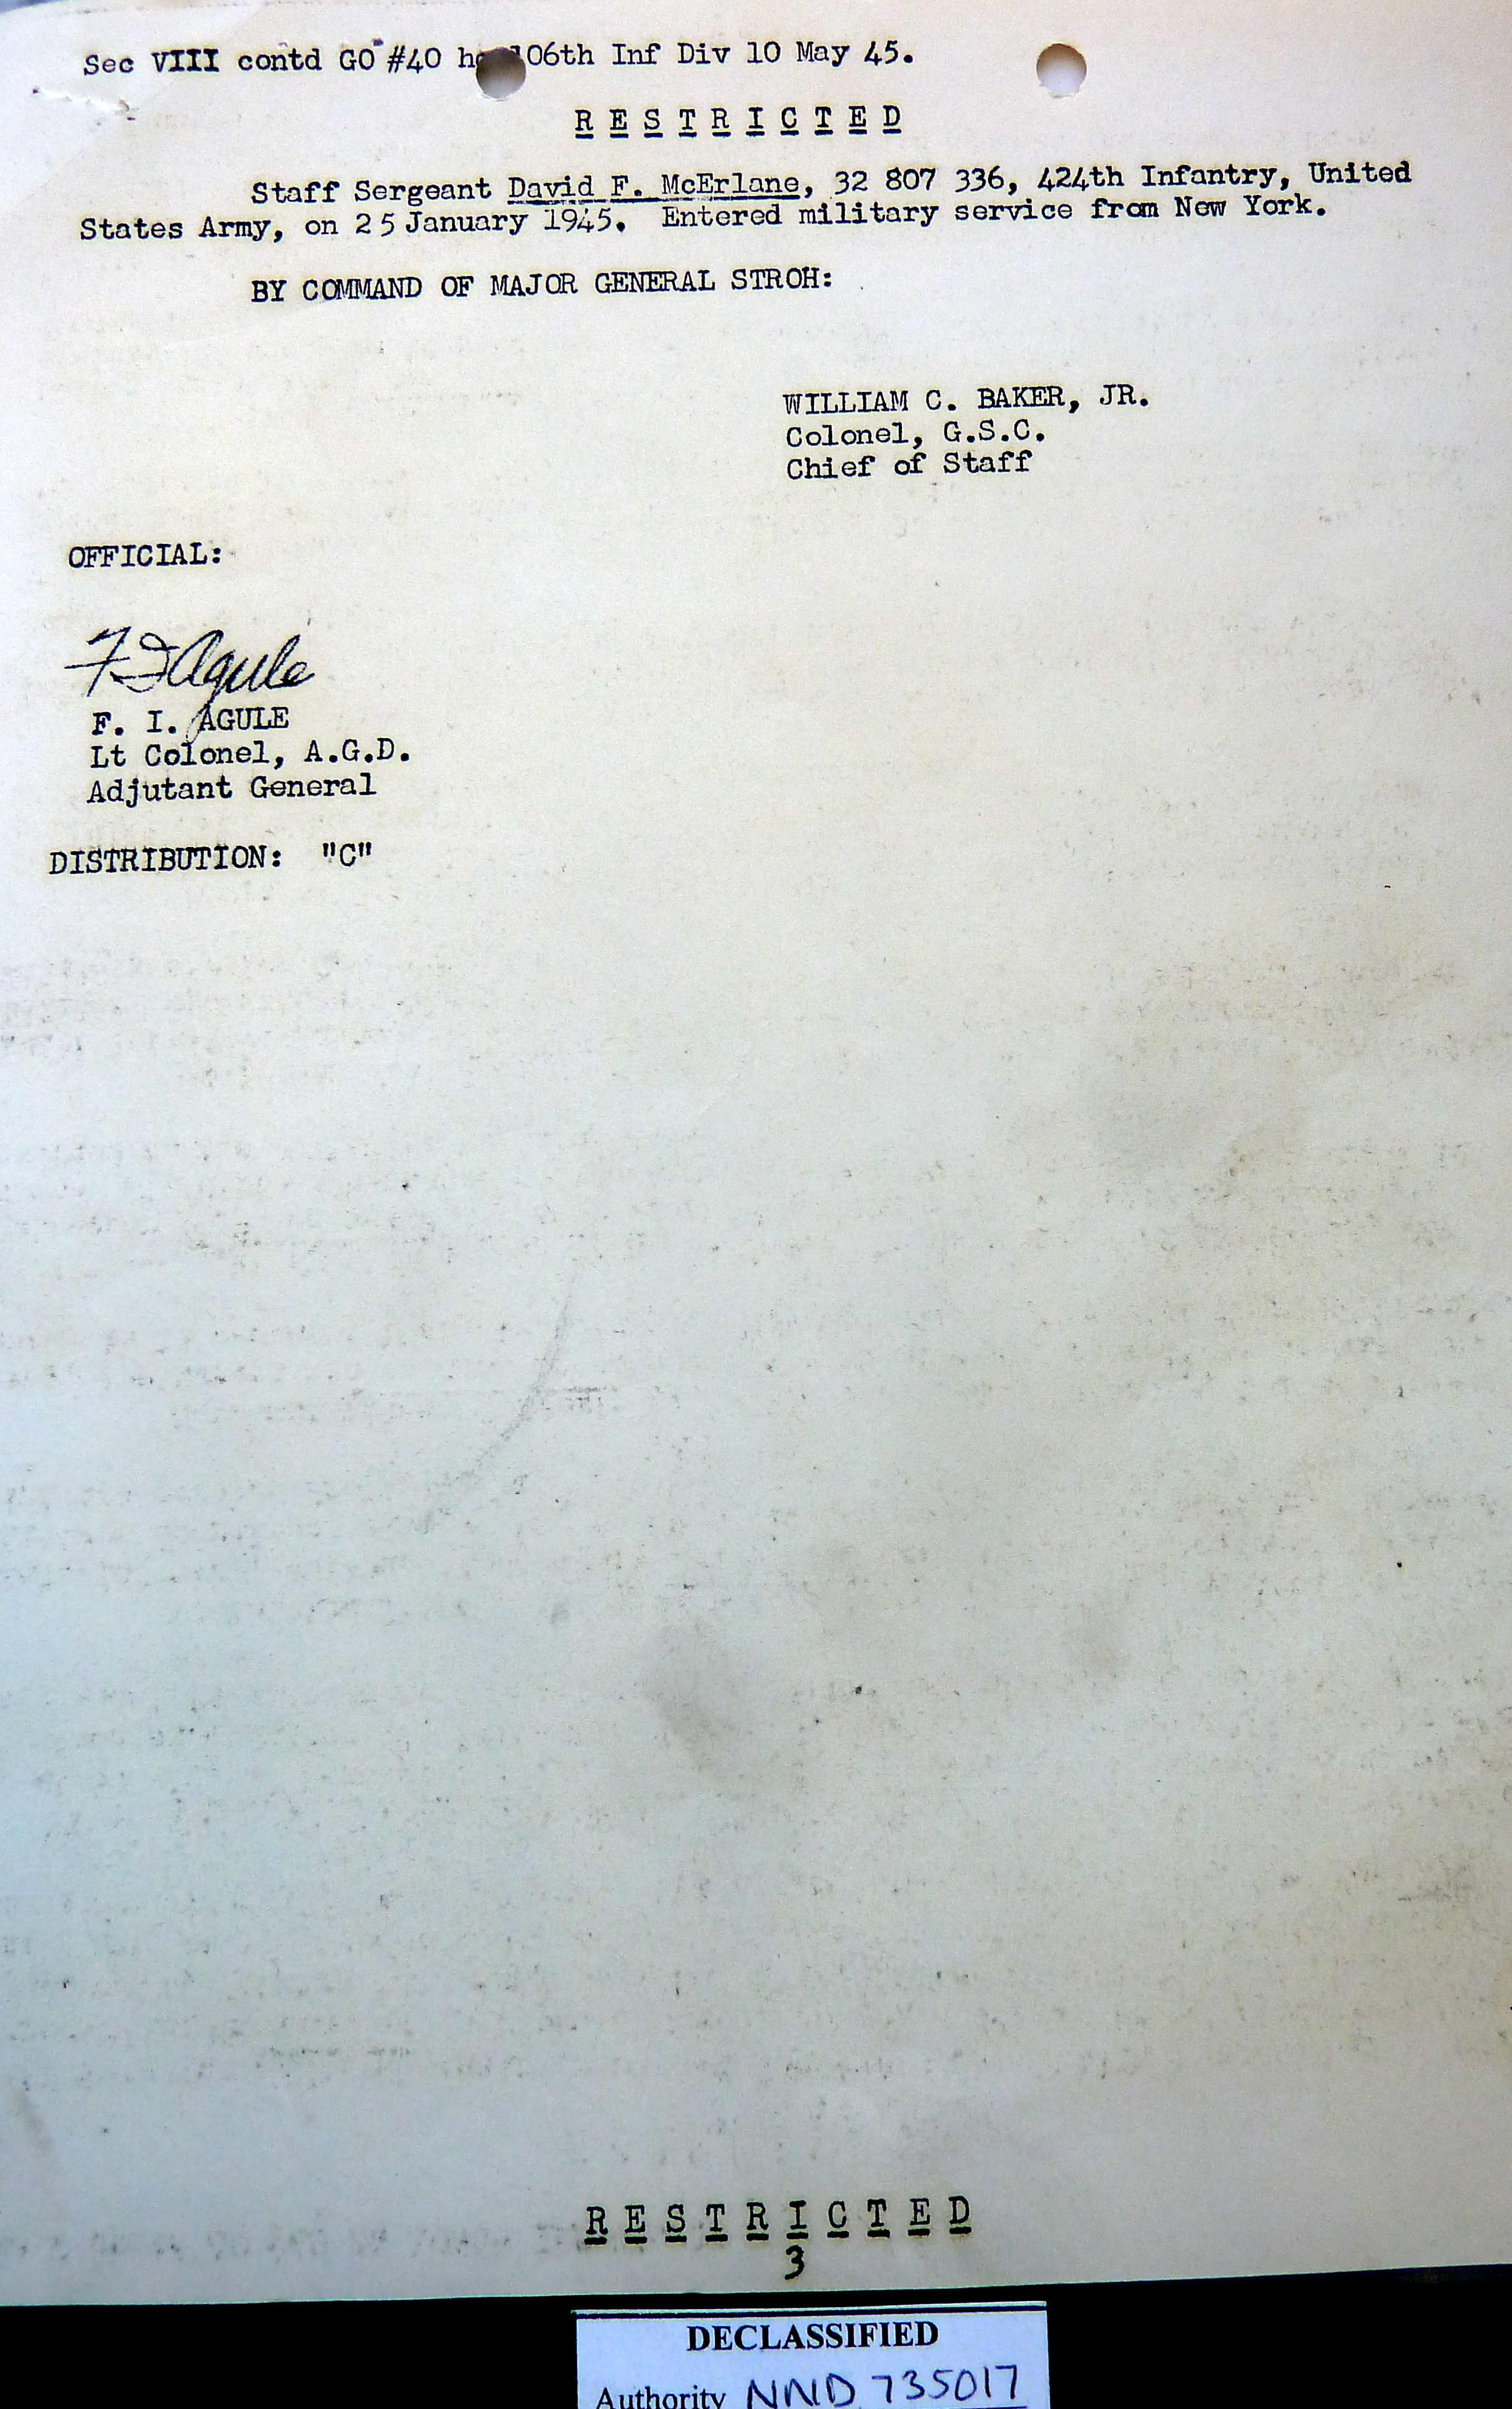 Sec VIII contd GO #40 hq 106th Inf Div 10 May 45.
R E S T R I C T E D
Staff Sergeant David F. McErlane, 32 807 336, 424th Infantry, United
States Army, on 25 January 1945. Entered military service from New York.
BY COMMAND OF MAJOR GENERAL STROH:
WILLIAM C. BAKER, JR.
Colonel, G.S.C.
Chief of Staff
OFFICIAL:
F I Agule
F. I. AGULE
Lt Colonel, A.G.D.
Adjutant General
DISTRIBUTION: "C"
R E S T R I C T E D
3
DECLASSIFIED
Authority NND 735017